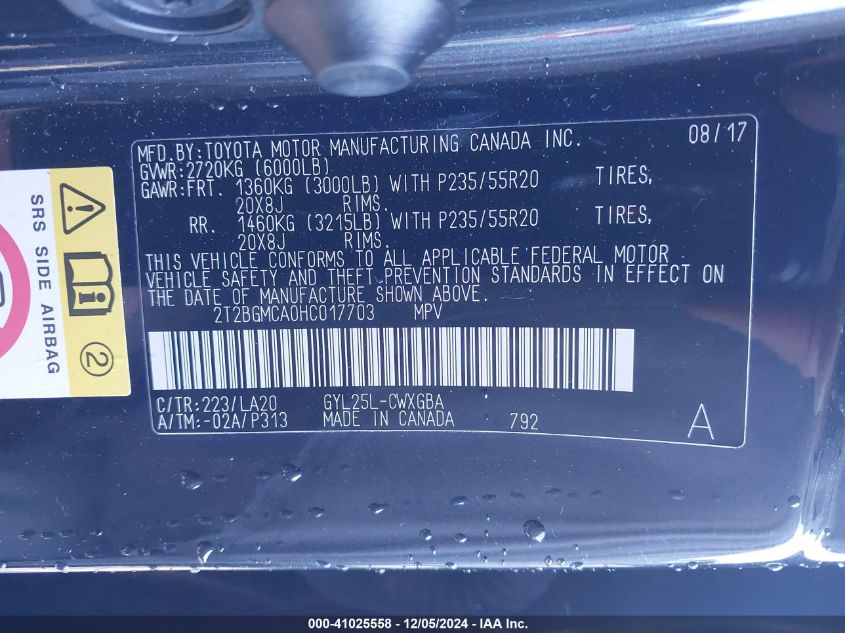 MFD.BY:TOYOTA MOTOR MANUFACTURING CANADA INC. 08/17
GVWR:2720KG (6000LB)
GAWR:FRT. 1360KG (3000LB) WITH P235/55R20 TIRES,
20X8J RIMS.
RR. 1460KG (3215LB) WITH P235/55R20 TIRES,
20X8J RIMS.
THIS VEHICLE CONFORMS TO ALL APPLICABLE FEDERAL MOTOR
VEHICLE SAFETY AND THEFT PREVENTION STANDARDS IN EFFECT ON
THE DATE OF MANUFACTURE SHOWN ABOVE.
2T2BGMCA0HC017703 MPV
C/TR:223/LA20 GYL25L-CWXGBA
A/TM:-02A/P313 MADE IN CANADA 792 A
SRS SIDE AIRBAG
2
000-41025558 - 12/05/2024 - IAA Inc.